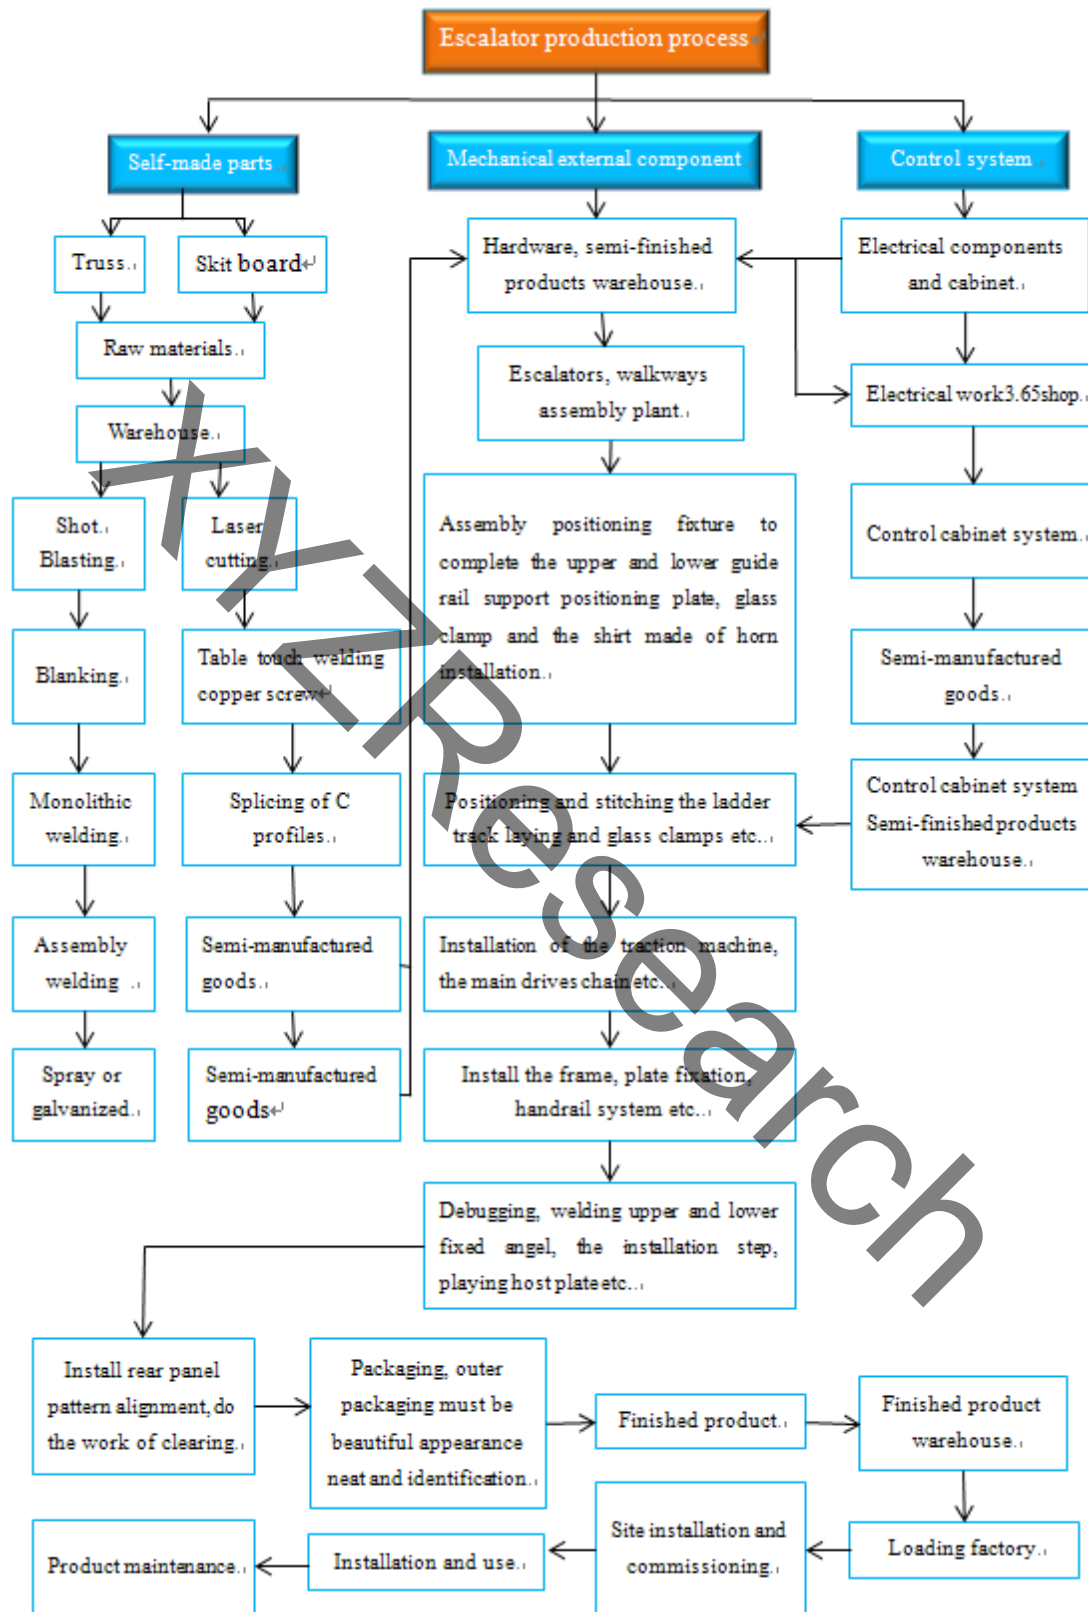 Escalator production process
Self-made parts
Mechanical external component
Control system
Truss.
Skit board
Hardware, semi-finished
products warehouse.
Electrical components
and cabinet.
Raw materials.
Escalators, walkways
assembly plant.
Electrical work3.65shop.
Warehouse.
Shot.
Blasting.
Laser
cutting.
Assembly positioning fixture to
complete the upper and lower guide
rail support positioning plate, glass
clamp and the shirt made of horn
installation.
Control cabinet system.
Blanking.
Table touch welding
copper screw
Semi-manufactured
goods.
Monolithic
welding.
Splicing of C
profiles.
Positioning and stitching the ladder
track laying and glass clamps etc..
Control cabinet system
Semi-finished products
warehouse.
Assembly
welding .
Semi-manufactured
goods.
Installation of the traction machine,
the main drives chain etc..
Spray or
galvanized.
Semi-manufactured
goods
Install the frame, plate fixation,
handrail system etc..
Debugging, welding upper and lower
fixed angel, the installation step,
playing host plate etc..
Install rear panel
pattern alignment, do
the work of clearing.
Packaging, outer
packaging must be
beautiful appearance
neat and identification.
Finished product.
Finished product
warehouse.
Product maintenance.
Installation and use.
Site installation and
commissioning.
Loading factory.
XYZResearch